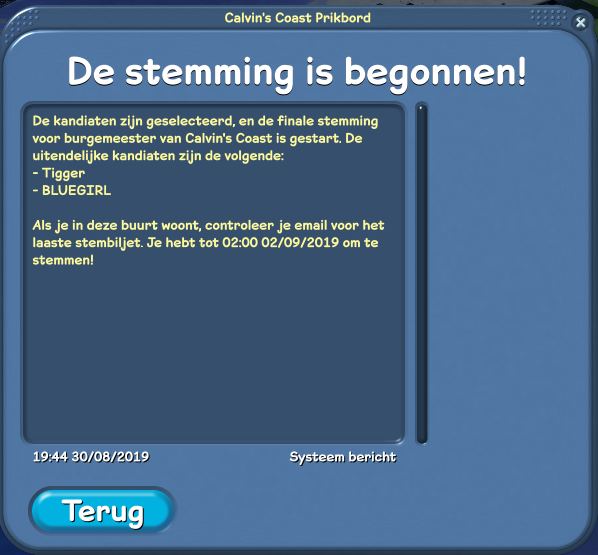 Calvin's Coast Prikbord
De stemming is begonnen!
De kandiaten zijn geselecteerd, en de finale stemming
voor burgemeester van Calvin's Coast is gestart. De
uitendelijke kandiaten zijn de volgende:
- Tigger
- BLUEGIRL
Als je in deze buurt woont, controleer je email voor het
laaste stembiljet. Je hebt tot 02:00 02/09/2019 om te
stemmen!
19:44 30/08/2019
Systeem bericht
Terug